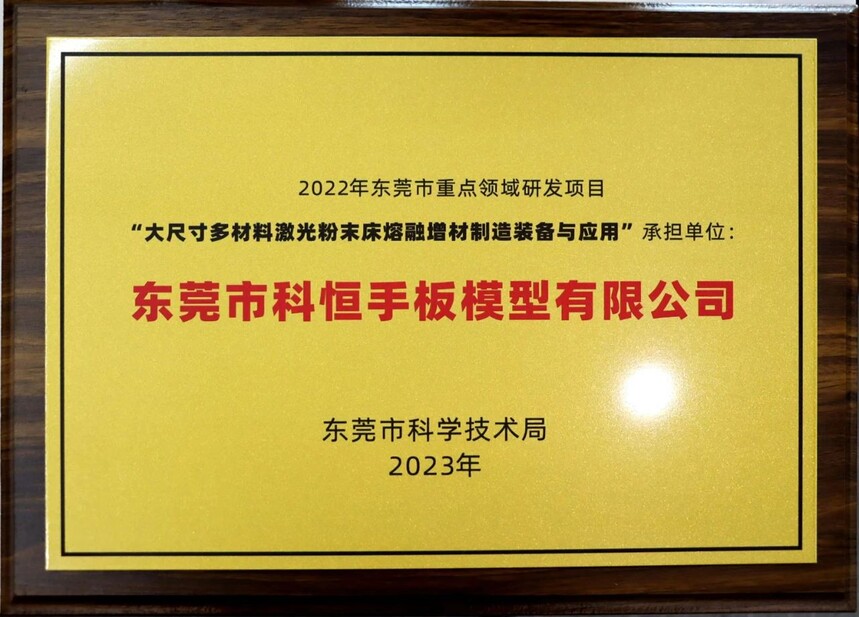 2022年东莞市重点领域研发项目
“大尺寸多材料激光粉末床熔融增材制造装备与应用”承担单位：
东莞市科恒手板模型有限公司
东莞市科学技术局
2023年